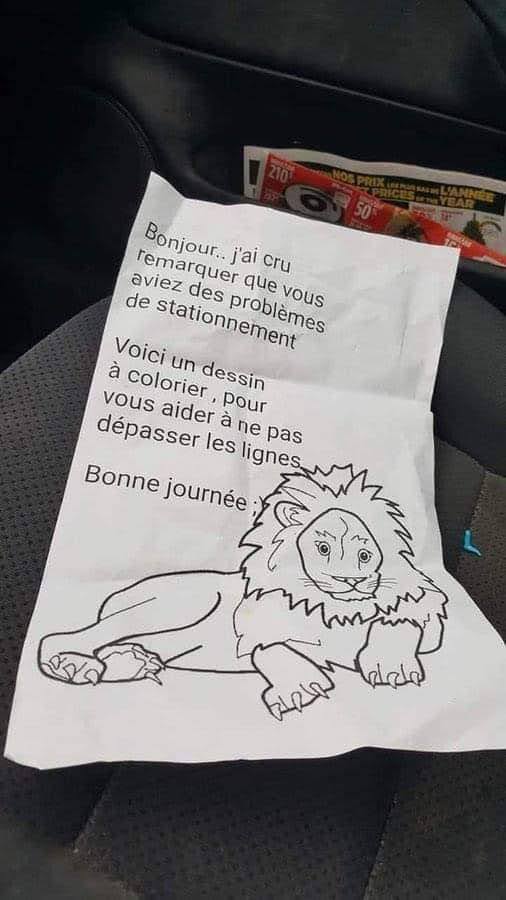 210$
NOS PRIX LES PLUS BAS DE L'ANNÉE
PRICES OF THE YEAR
50$
Bonjour.. j'ai cru
remarquer que vous
aviez des problèmes
de stationnement
Voici un dessin
à colorier , pour
vous aider à ne pas
dépasser les lignes
Bonne journée ;)